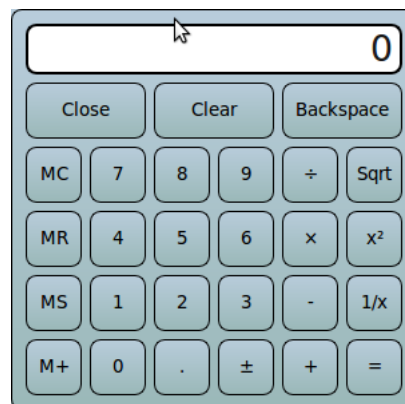 0
Close Clear Backspace
MC 7 8 9 ÷ Sqrt
MR 4 5 6 × x²
MS 1 2 3 - 1/x
M+ 0 . ± + =